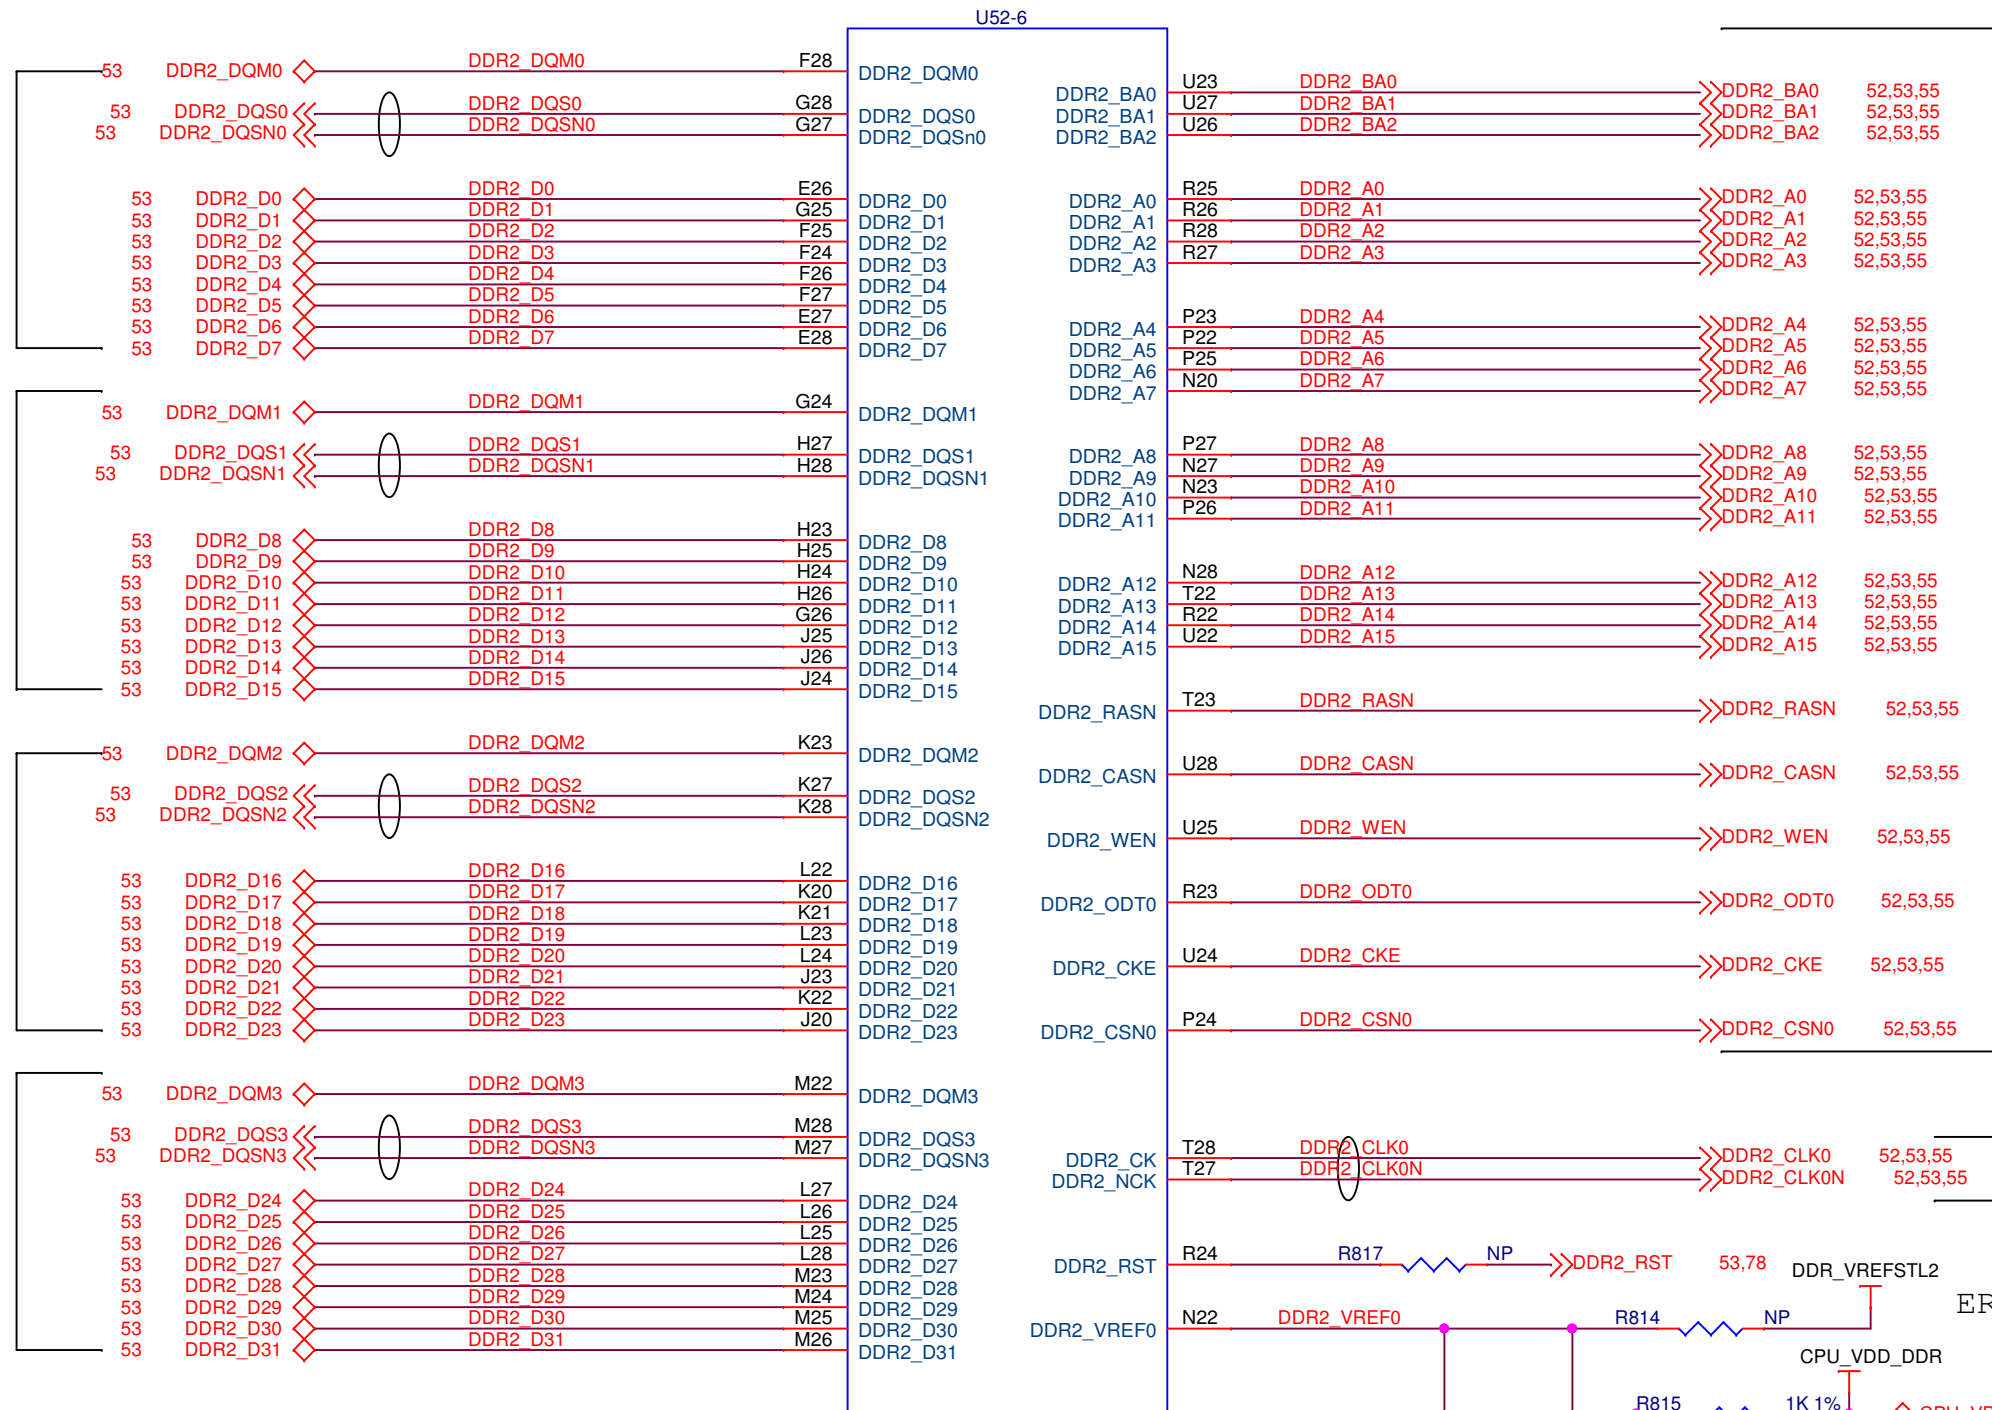 U52-6
53 DDR2_DQM0 DDR2_DQM0 F28 DDR2_DQM0
53 DDR2_DQS0 DDR2_DQS0 G28 DDR2_DQS0
53 DDR2_DQSN0 DDR2_DQSN0 G27 DDR2_DQSn0
53 DDR2_D0 DDR2_D0 E26 DDR2_D0
53 DDR2_D1 DDR2_D1 G25 DDR2_D1
53 DDR2_D2 DDR2_D2 F25 DDR2_D2
53 DDR2_D3 DDR2_D3 F24 DDR2_D3
53 DDR2_D4 DDR2_D4 F26 DDR2_D4
53 DDR2_D5 DDR2_D5 F27 DDR2_D5
53 DDR2_D6 DDR2_D6 E27 DDR2_D6
53 DDR2_D7 DDR2_D7 E28 DDR2_D7
53 DDR2_DQM1 DDR2_DQM1 G24 DDR2_DQM1
53 DDR2_DQS1 DDR2_DQS1 H27 DDR2_DQS1
53 DDR2_DQSN1 DDR2_DQSN1 H28 DDR2_DQSN1
53 DDR2_D8 DDR2_D8 H23 DDR2_D8
53 DDR2_D9 DDR2_D9 H25 DDR2_D9
53 DDR2_D10 DDR2_D10 H24 DDR2_D10
53 DDR2_D11 DDR2_D11 H26 DDR2_D11
53 DDR2_D12 DDR2_D12 G26 DDR2_D12
53 DDR2_D13 DDR2_D13 J25 DDR2_D13
53 DDR2_D14 DDR2_D14 J26 DDR2_D14
53 DDR2_D15 DDR2_D15 J24 DDR2_D15
53 DDR2_DQM2 DDR2_DQM2 K23 DDR2_DQM2
53 DDR2_DQS2 DDR2_DQS2 K27 DDR2_DQS2
53 DDR2_DQSN2 DDR2_DQSN2 K28 DDR2_DQSN2
53 DDR2_D16 DDR2_D16 L22 DDR2_D16
53 DDR2_D17 DDR2_D17 K20 DDR2_D17
53 DDR2_D18 DDR2_D18 K21 DDR2_D18
53 DDR2_D19 DDR2_D19 L23 DDR2_D19
53 DDR2_D20 DDR2_D20 L24 DDR2_D20
53 DDR2_D21 DDR2_D21 J23 DDR2_D21
53 DDR2_D22 DDR2_D22 K22 DDR2_D22
53 DDR2_D23 DDR2_D23 J20 DDR2_D23
53 DDR2_DQM3 DDR2_DQM3 M22 DDR2_DQM3
53 DDR2_DQS3 DDR2_DQS3 M28 DDR2_DQS3
53 DDR2_DQSN3 DDR2_DQSN3 M27 DDR2_DQSN3
53 DDR2_D24 DDR2_D24 L27 DDR2_D24
53 DDR2_D25 DDR2_D25 L26 DDR2_D25
53 DDR2_D26 DDR2_D26 L25 DDR2_D26
53 DDR2_D27 DDR2_D27 L28 DDR2_D27
53 DDR2_D28 DDR2_D28 M23 DDR2_D28
53 DDR2_D29 DDR2_D29 M24 DDR2_D29
53 DDR2_D30 DDR2_D30 M25 DDR2_D30
53 DDR2_D31 DDR2_D31 M26 DDR2_D31
DDR2_BA0 U23 DDR2_BA0 DDR2_BA0 52,53,55
DDR2_BA1 U27 DDR2_BA1 DDR2_BA1 52,53,55
DDR2_BA2 U26 DDR2_BA2 DDR2_BA2 52,53,55
DDR2_A0 R25 DDR2_A0 DDR2_A0 52,53,55
DDR2_A1 R26 DDR2_A1 DDR2_A1 52,53,55
DDR2_A2 R28 DDR2_A2 DDR2_A2 52,53,55
DDR2_A3 R27 DDR2_A3 DDR2_A3 52,53,55
DDR2_A4 P23 DDR2_A4 DDR2_A4 52,53,55
DDR2_A5 P22 DDR2_A5 DDR2_A5 52,53,55
DDR2_A6 P25 DDR2_A6 DDR2_A6 52,53,55
DDR2_A7 N20 DDR2_A7 DDR2_A7 52,53,55
DDR2_A8 P27 DDR2_A8 DDR2_A8 52,53,55
DDR2_A9 N27 DDR2_A9 DDR2_A9 52,53,55
DDR2_A10 N23 DDR2_A10 DDR2_A10 52,53,55
DDR2_A11 P26 DDR2_A11 DDR2_A11 52,53,55
DDR2_A12 N28 DDR2_A12 DDR2_A12 52,53,55
DDR2_A13 T22 DDR2_A13 DDR2_A13 52,53,55
DDR2_A14 R22 DDR2_A14 DDR2_A14 52,53,55
DDR2_A15 U22 DDR2_A15 DDR2_A15 52,53,55
DDR2_RASN T23 DDR2_RASN DDR2_RASN 52,53,55
DDR2_CASN U28 DDR2_CASN DDR2_CASN 52,53,55
DDR2_WEN U25 DDR2_WEN DDR2_WEN 52,53,55
DDR2_ODT0 R23 DDR2_ODT0 DDR2_ODT0 52,53,55
DDR2_CKE U24 DDR2_CKE DDR2_CKE 52,53,55
DDR2_CSN0 P24 DDR2_CSN0 DDR2_CSN0 52,53,55
DDR2_CK T28 DDR2_CLK0 DDR2_CLK0 52,53,55
DDR2_NCK T27 DDR2_CLK0N DDR2_CLK0N 52,53,55
DDR2_RST R24 R817 NP DDR2_RST 53,78
DDR_VREFSTL2
ER
DDR2_VREF0 N22 DDR2_VREF0 R814 NP
CPU_VDD_DDR
R815 1K 1%